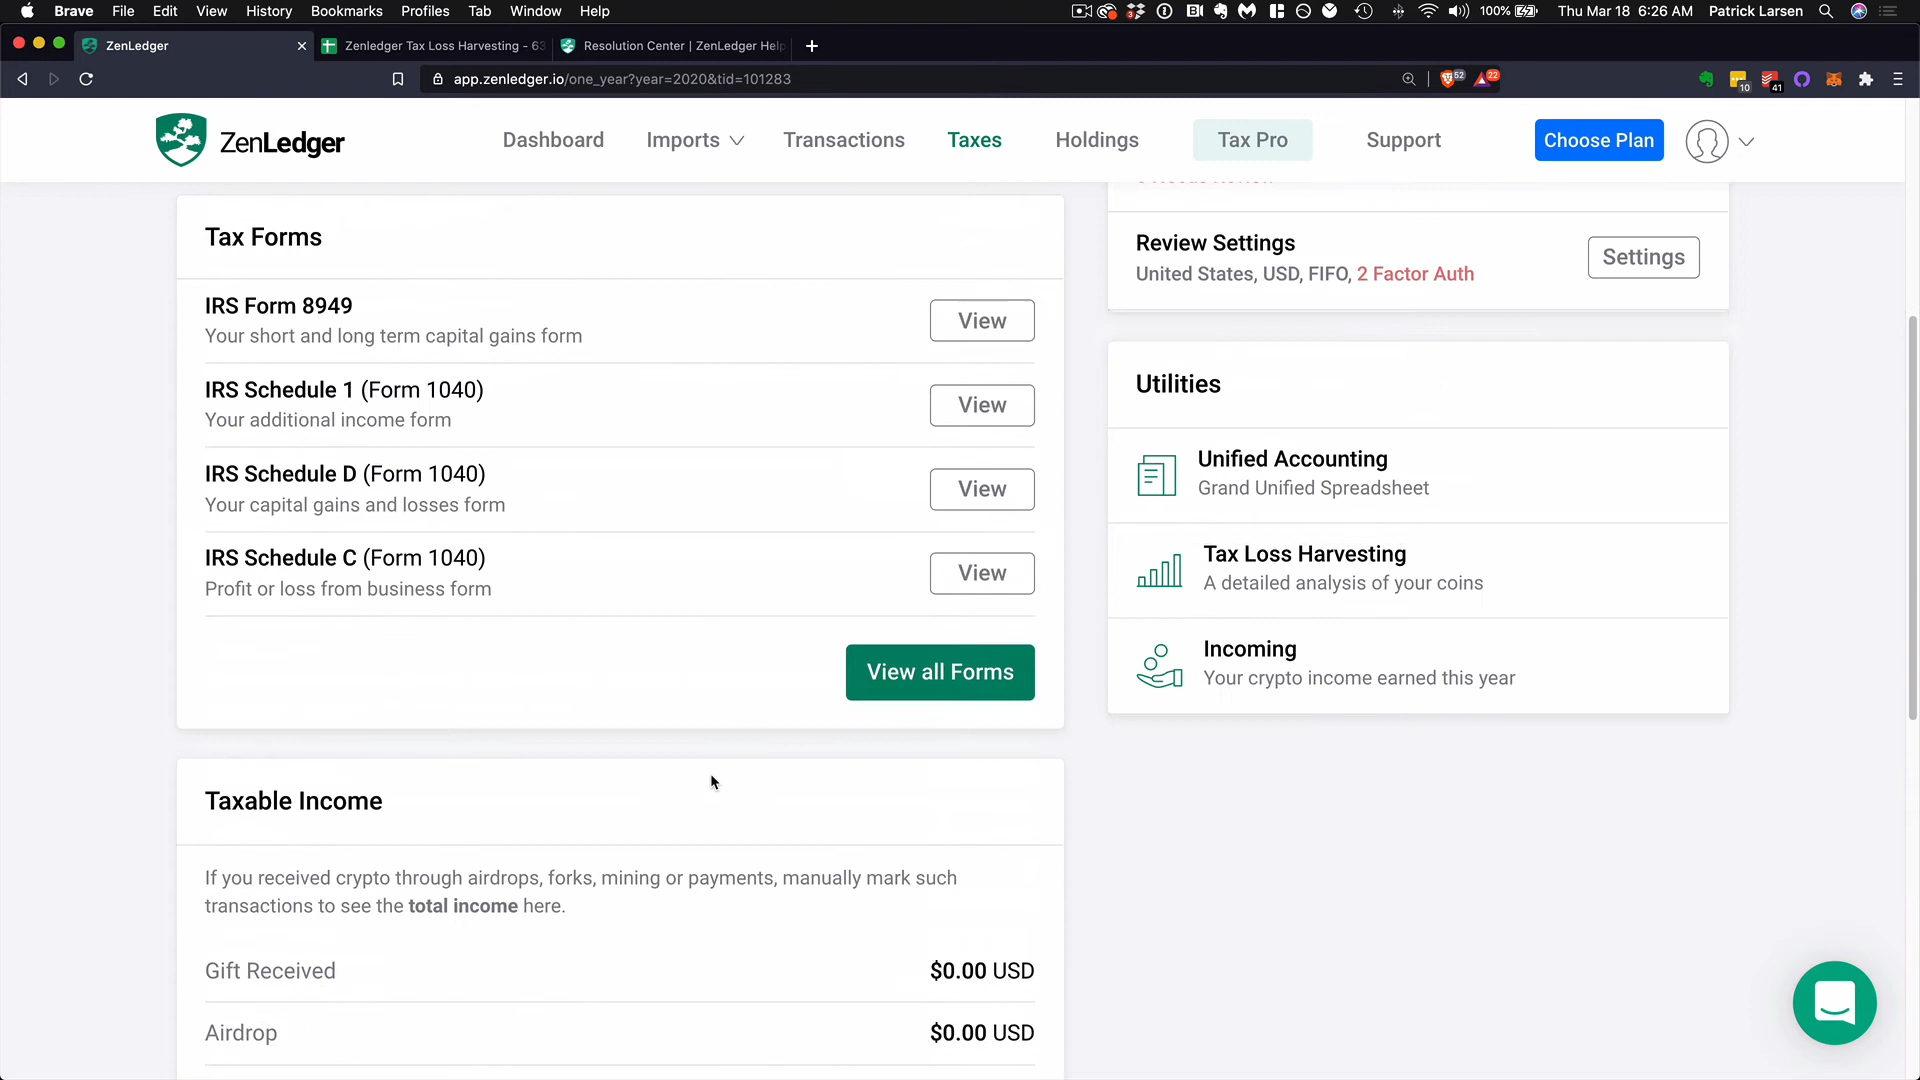 Brave File Edit View History Bookmarks Profiles Tab Window Help 100% Thu Mar 18 6:26 AM Patrick Larsen
ZenLedger Zenledger Tax Loss Harvesting - 63 Resolution Center | ZenLedger Help
app.zenledger.io/one_year?year=2020&tid=101283 52 22 10 41
ZenLedger Dashboard Imports Transactions Taxes Holdings Tax Pro Support Choose Plan
Tax Forms
IRS Form 8949
Your short and long term capital gains form
View
IRS Schedule 1 (Form 1040)
Your additional income form
View
IRS Schedule D (Form 1040)
Your capital gains and losses form
View
IRS Schedule C (Form 1040)
Profit or loss from business form
View
View all Forms
Taxable Income
If you received crypto through airdrops, forks, mining or payments, manually mark such
transactions to see the total income here.
Gift Received $0.00 USD
Airdrop $0.00 USD
Review Settings
United States, USD, FIFO, 2 Factor Auth
Settings
Utilities
Unified Accounting
Grand Unified Spreadsheet
Tax Loss Harvesting
A detailed analysis of your coins
Incoming
Your crypto income earned this year